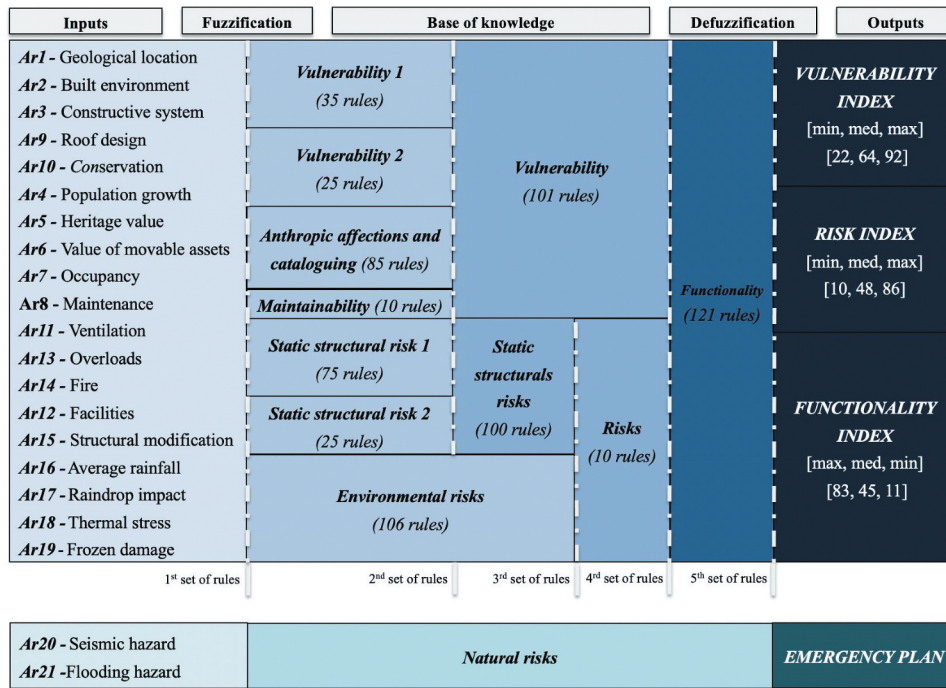 Inputs
Fuzzification
Base of knowledge
Defuzzification
Outputs
Ar1 - Geological location
Ar2 - Built environment
Ar3 - Constructive system
Ar9 - Roof design
Ar10 - Conservation
Ar4 - Population growth
Ar5 - Heritage value
Ar6 - Value of movable assets
Ar7 - Occupancy
Ar8 - Maintenance
Ar11 - Ventilation
Ar13 - Overloads
Ar14 - Fire
Ar12 - Facilities
Ar15 - Structural modification
Ar16 - Average rainfall
Ar17 - Raindrop impact
Ar18 - Thermal stress
Ar19 - Frozen damage
Vulnerability 1
(35 rules)
Vulnerability 2
(25 rules)
Anthropic affections and
cataloguing (85 rules)
Maintainability (10 rules)
Static structural risk 1
(75 rules)
Static structural risk 2
(25 rules)
Environmental risks
(106 rules)
Vulnerability
(101 rules)
Static
structurals
risks
(100 rules)
Risks
(10 rules)
Functionality
(121 rules)
VULNERABILITY
INDEX
[min, med, max]
[22, 64, 92]
RISK INDEX
[min, med, max]
[10, 48, 86]
FUNCTIONALITY
INDEX
[max, med, min]
[83, 45, 11]
1st set of rules
2nd set of rules
3rd set of rules
4rd set of rules
5th set of rules
Ar20 - Seismic hazard
Ar21 -Flooding hazard
Natural risks
EMERGENCY PLAN